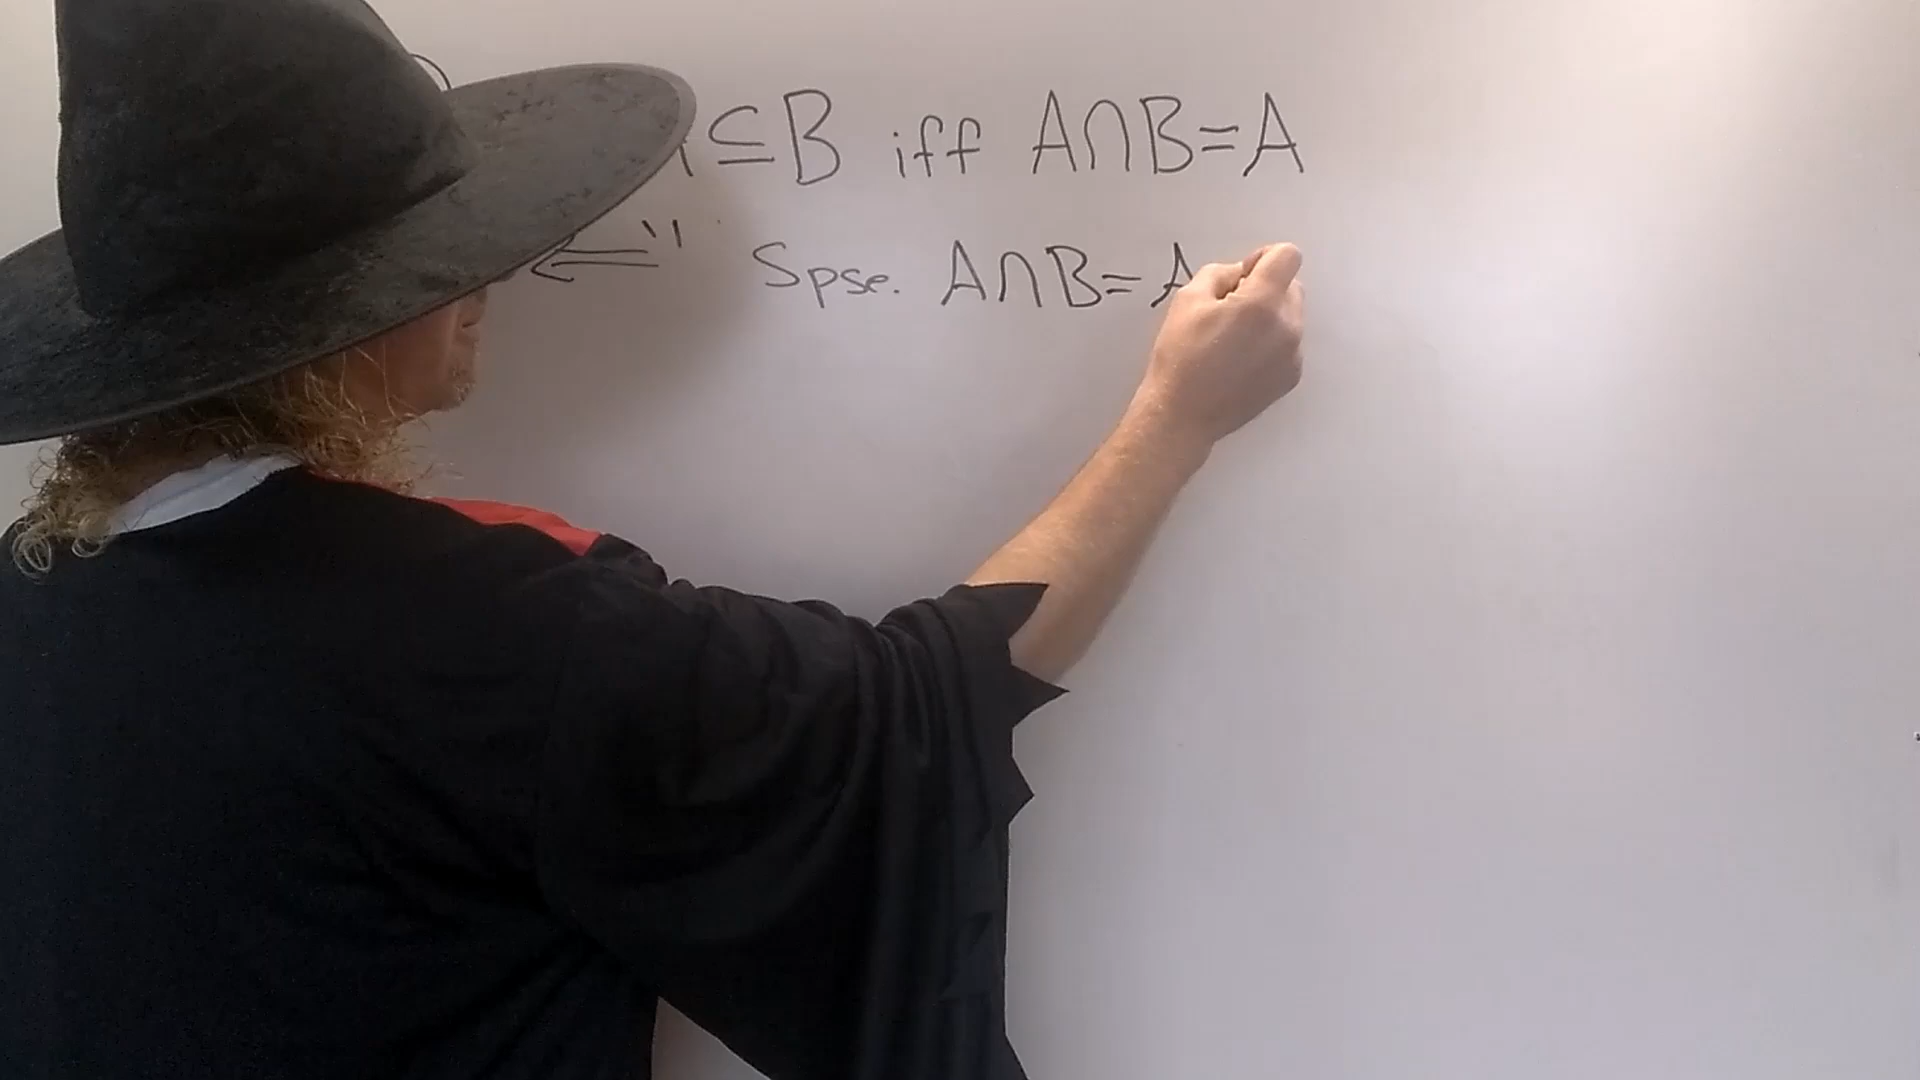 ⊆B iff A∩B=A
⇐" Spse. A∩B=A